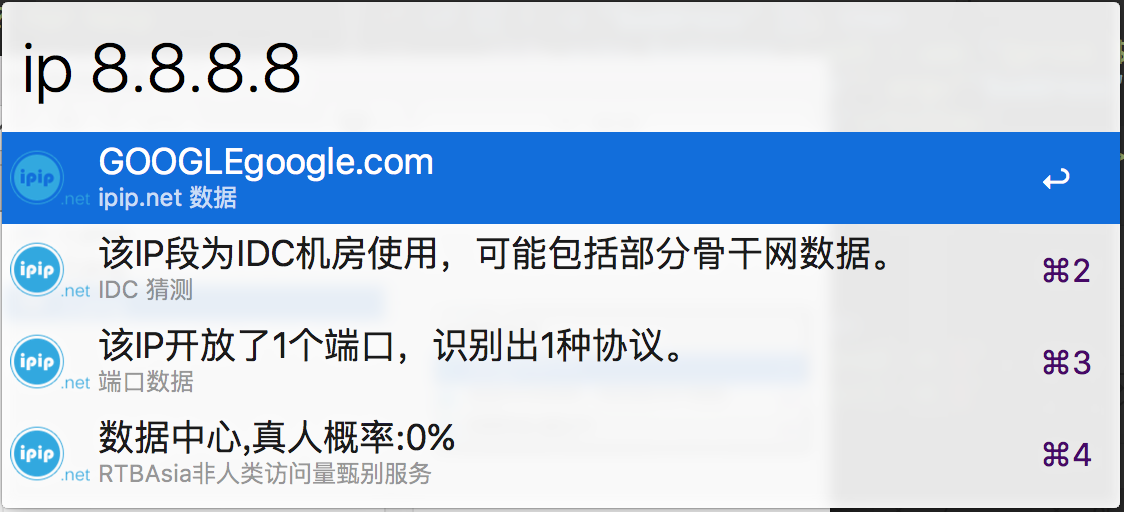 ip 8.8.8.8
GOOGLEgoogle.com
ipip.net 数据
ipip
.net
该IP段为IDC机房使用，可能包括部分骨干网数据。
IDC 猜测
ipip
.net
⌘2
该IP开放了1个端口，识别出1种协议。
端口数据
ipip
.net
⌘3
数据中心,真人概率:0%
RTBAsia非人类访问量甄别服务
ipip
.net
⌘4